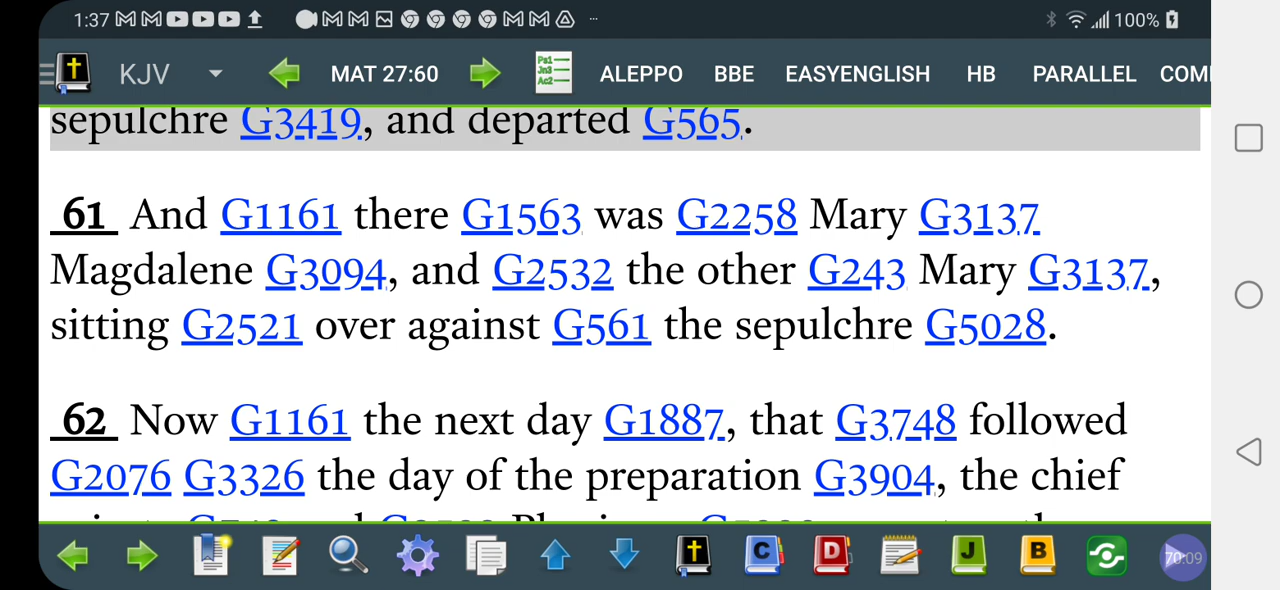 1:37 100%
KJV MAT 27:60 ALEPPO BBE EASYENGLISH HB PARALLEL COM
sepulchre G3419, and departed G565.
61 And G1161 there G1563 was G2258 Mary G3137
Magdalene G3094, and G2532 the other G243 Mary G3137,
sitting G2521 over against G561 the sepulchre G5028.
62 Now G1161 the next day G1887, that G3748 followed
G2076 G3326 the day of the preparation G3904, the chief
C D J B 70:09